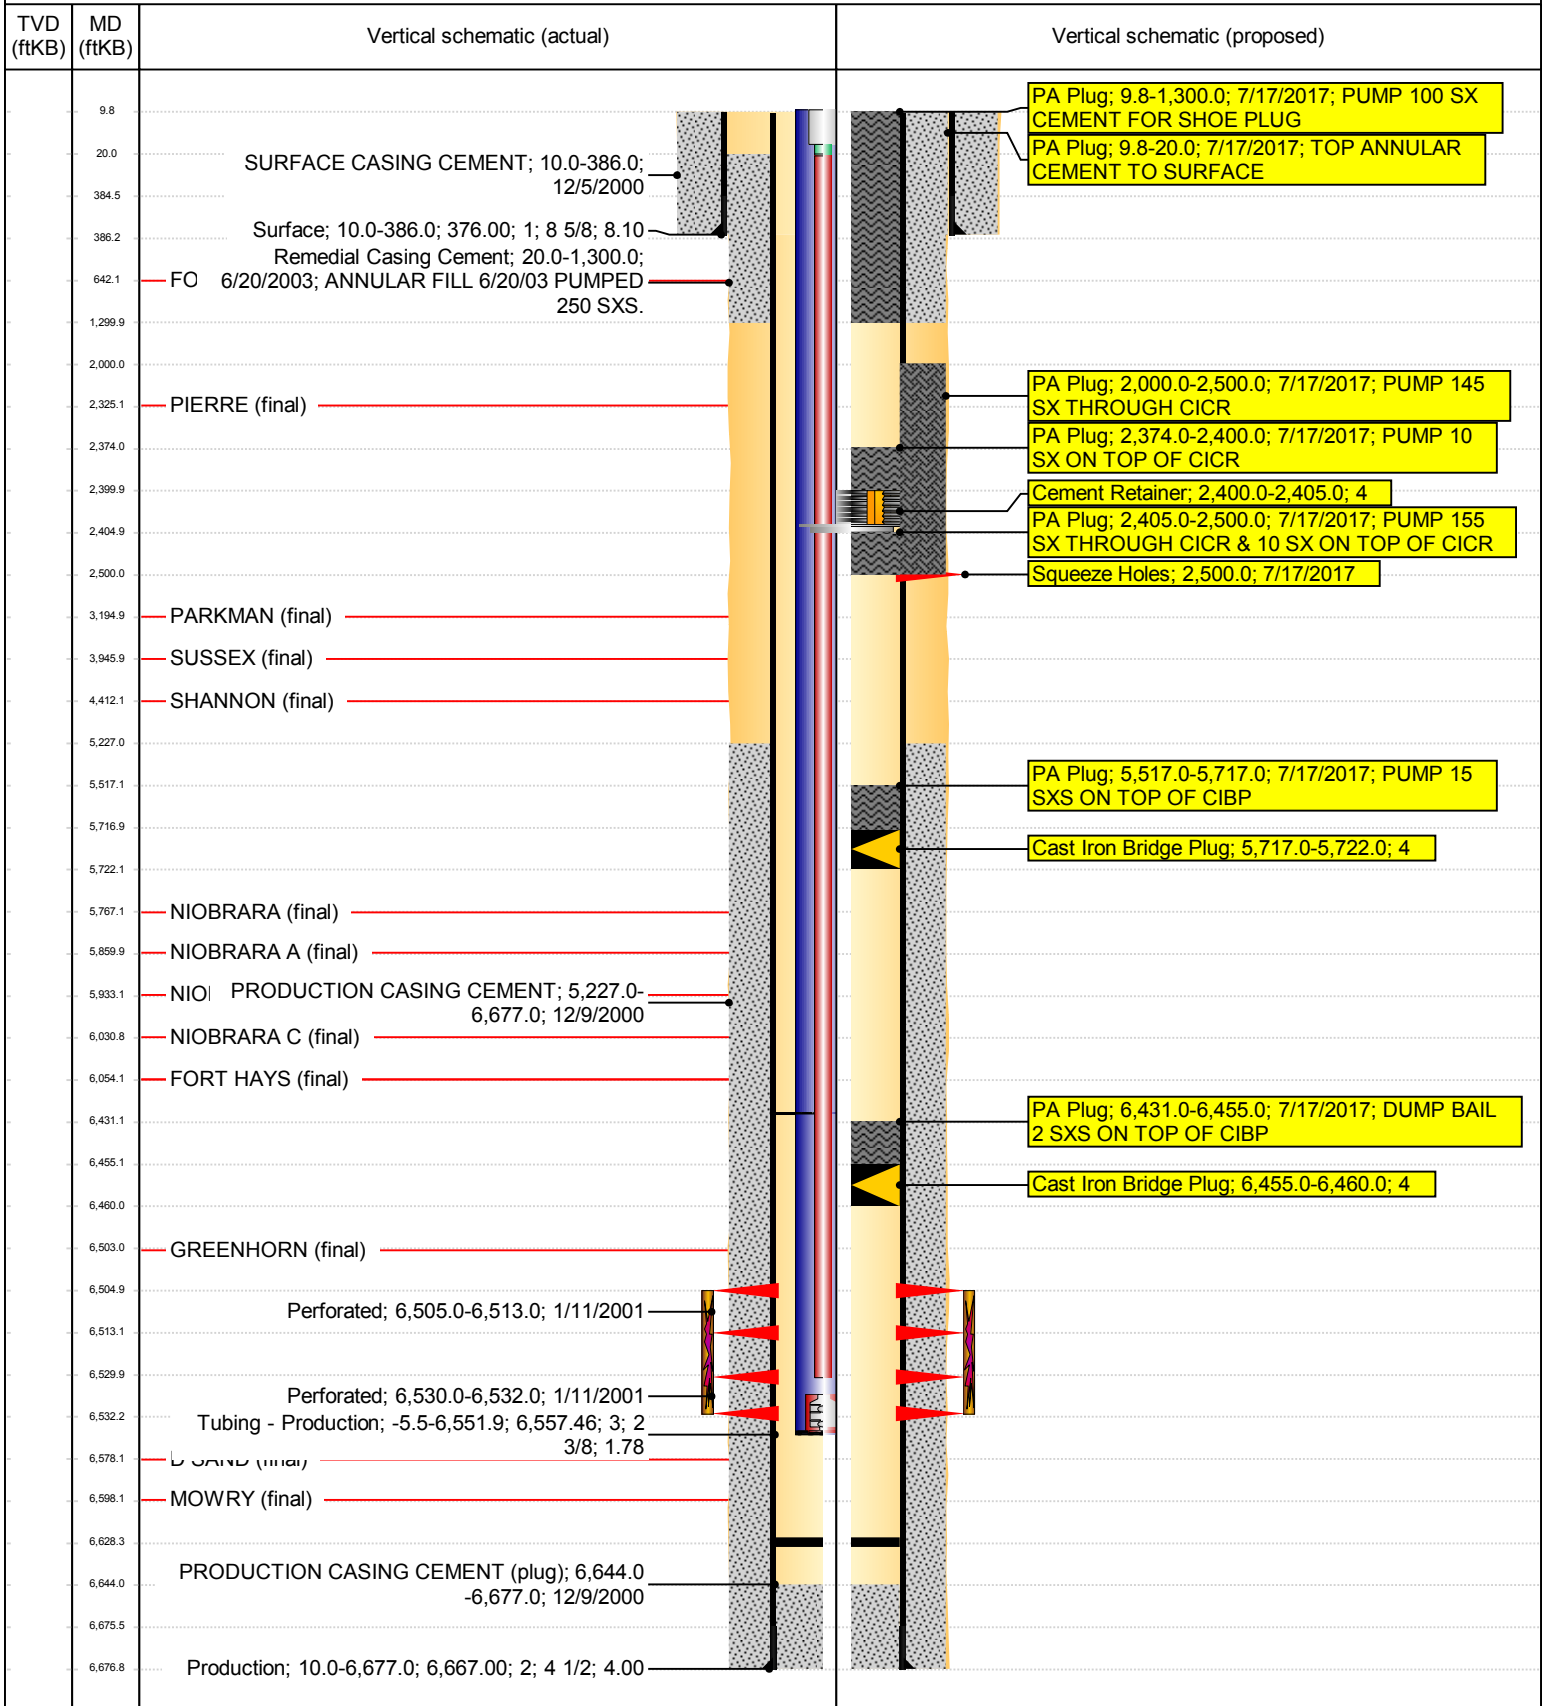 TVD (ftKB)
MD (ftKB)
Vertical schematic (actual)
Vertical schematic (proposed)
9.8
20.0
384.5
386.2
642.1
1,299.9
2,000.0
2,325.1
2,374.0
2,399.9
2,404.9
2,500.0
3,194.9
3,945.9
4,412.1
5,227.0
5,517.1
5,716.9
5,722.1
5,767.1
5,859.9
5,933.1
6,030.8
6,054.1
6,431.1
6,455.1
6,460.0
6,503.0
6,504.9
6,513.1
6,529.9
6,532.2
6,578.1
6,598.1
6,628.3
6,644.0
6,675.5
6,676.8
SURFACE CASING CEMENT; 10.0-386.0;
12/5/2000
Surface; 10.0-386.0; 376.00; 1; 8 5/8; 8.10
Remedial Casing Cement; 20.0-1,300.0;
FO 6/20/2003; ANNULAR FILL 6/20/03 PUMPED
250 SXS.
PIERRE (final)
PARKMAN (final)
SUSSEX (final)
SHANNON (final)
NIOBRARA (final)
NIOBRARA A (final)
NIO PRODUCTION CASING CEMENT; 5,227.0-
6,677.0; 12/9/2000
NIOBRARA C (final)
FORT HAYS (final)
GREENHORN (final)
Perforated; 6,505.0-6,513.0; 1/11/2001
Perforated; 6,530.0-6,532.0; 1/11/2001
Tubing - Production; -5.5-6,551.9; 6,557.46; 3; 2
3/8; 1.78
D SAND (final)
MOWRY (final)
PRODUCTION CASING CEMENT (plug); 6,644.0
-6,677.0; 12/9/2000
Production; 10.0-6,677.0; 6,667.00; 2; 4 1/2; 4.00
PA Plug; 9.8-1,300.0; 7/17/2017; PUMP 100 SX
CEMENT FOR SHOE PLUG
PA Plug; 9.8-20.0; 7/17/2017; TOP ANNULAR
CEMENT TO SURFACE
PA Plug; 2,000.0-2,500.0; 7/17/2017; PUMP 145
SX THROUGH CICR
PA Plug; 2,374.0-2,400.0; 7/17/2017; PUMP 10
SX ON TOP OF CICR
Cement Retainer; 2,400.0-2,405.0; 4
PA Plug; 2,405.0-2,500.0; 7/17/2017; PUMP 155
SX THROUGH CICR & 10 SX ON TOP OF CICR
Squeeze Holes; 2,500.0; 7/17/2017
PA Plug; 5,517.0-5,717.0; 7/17/2017; PUMP 15
SXS ON TOP OF CIBP
Cast Iron Bridge Plug; 5,717.0-5,722.0; 4
PA Plug; 6,431.0-6,455.0; 7/17/2017; DUMP BAIL
2 SXS ON TOP OF CIBP
Cast Iron Bridge Plug; 6,455.0-6,460.0; 4